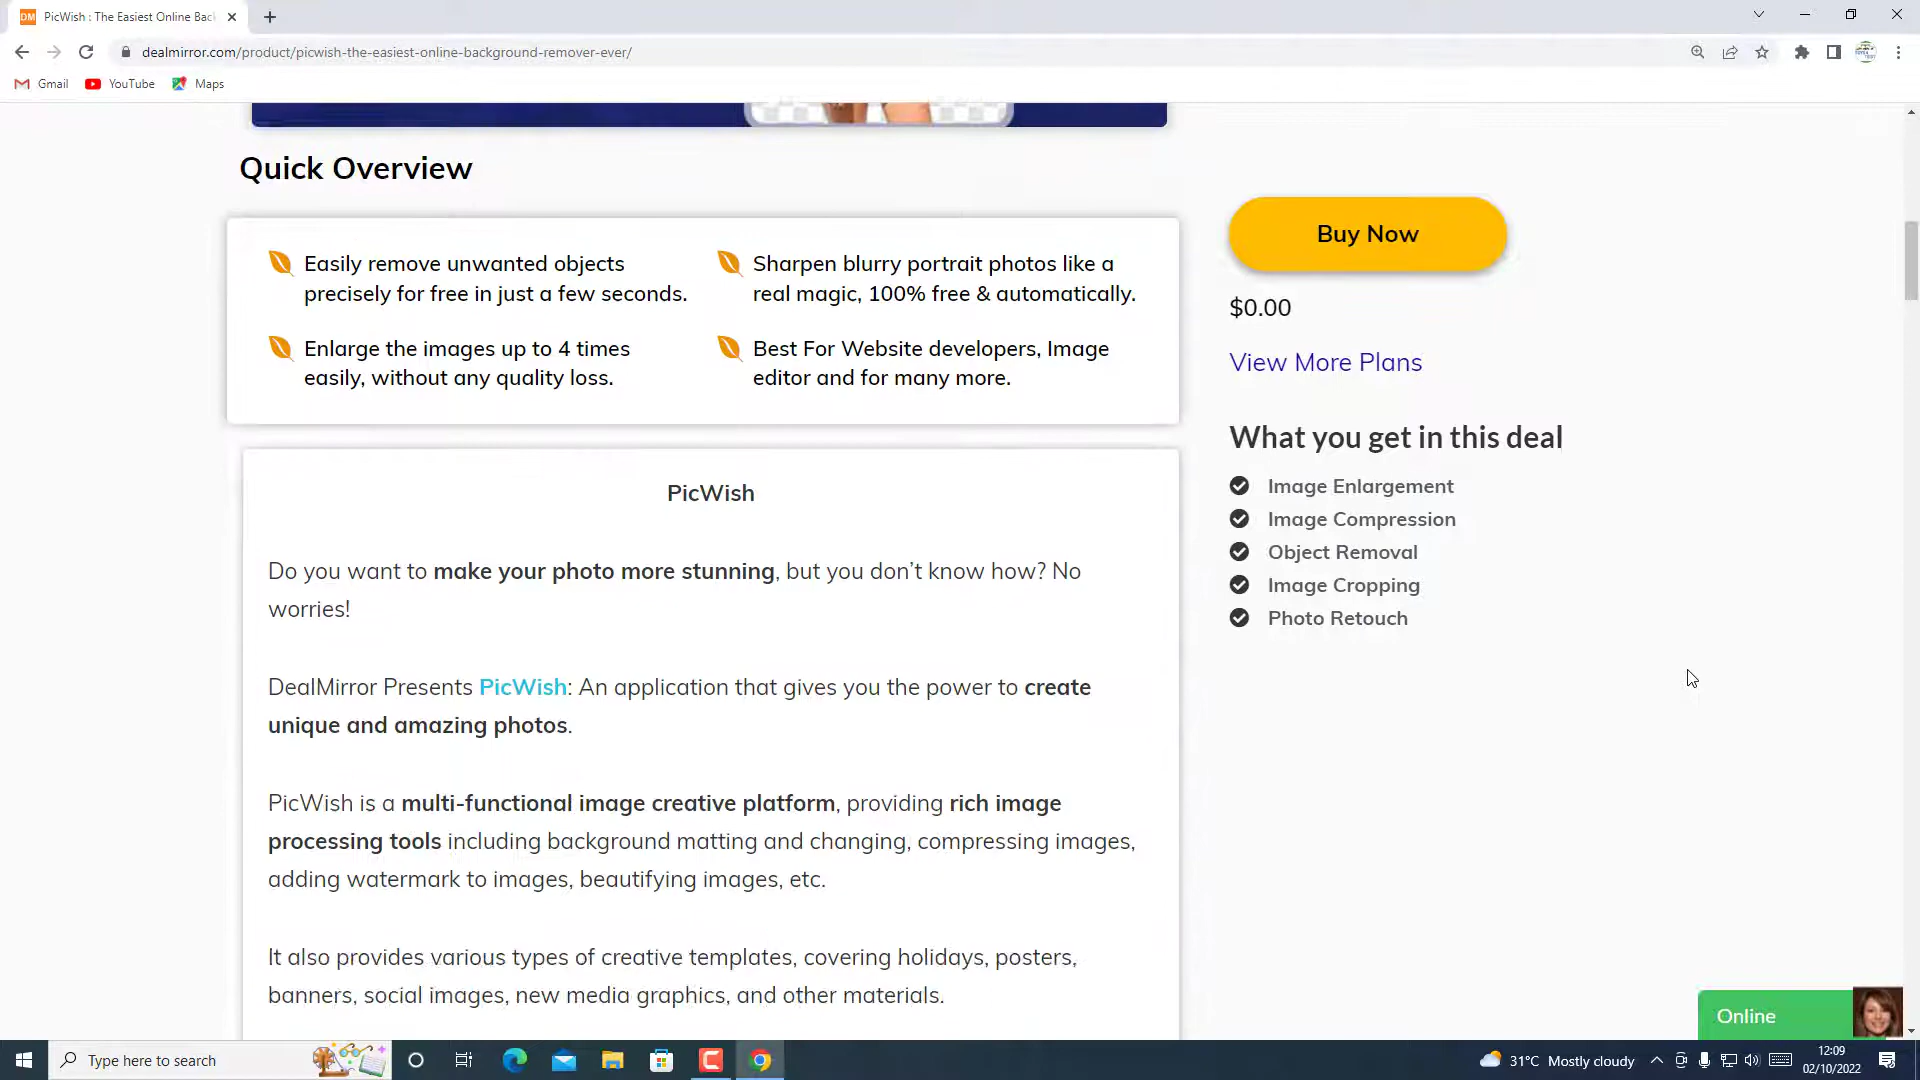 DM PicWish : The Easiest Online Bac
dealmirror.com/product/picwish-the-easiest-online-background-remover-ever/
Gmail YouTube Maps
Quick Overview
Easily remove unwanted objects
precisely for free in just a few seconds.
Sharpen blurry portrait photos like a
real magic, 100% free & automatically.
Enlarge the images up to 4 times
easily, without any quality loss.
Best For Website developers, Image
editor and for many more.
PicWish
Do you want to make your photo more stunning, but you don’t know how? No
worries!
DealMirror Presents PicWish: An application that gives you the power to create
unique and amazing photos.
PicWish is a multi-functional image creative platform, providing rich image
processing tools including background matting and changing, compressing images,
adding watermark to images, beautifying images, etc.
It also provides various types of creative templates, covering holidays, posters,
banners, social images, new media graphics, and other materials.
Buy Now
$0.00
View More Plans
What you get in this deal
Image Enlargement
Image Compression
Object Removal
Image Cropping
Photo Retouch
Online
Type here to search
31°C Mostly cloudy
12:09
02/10/2022